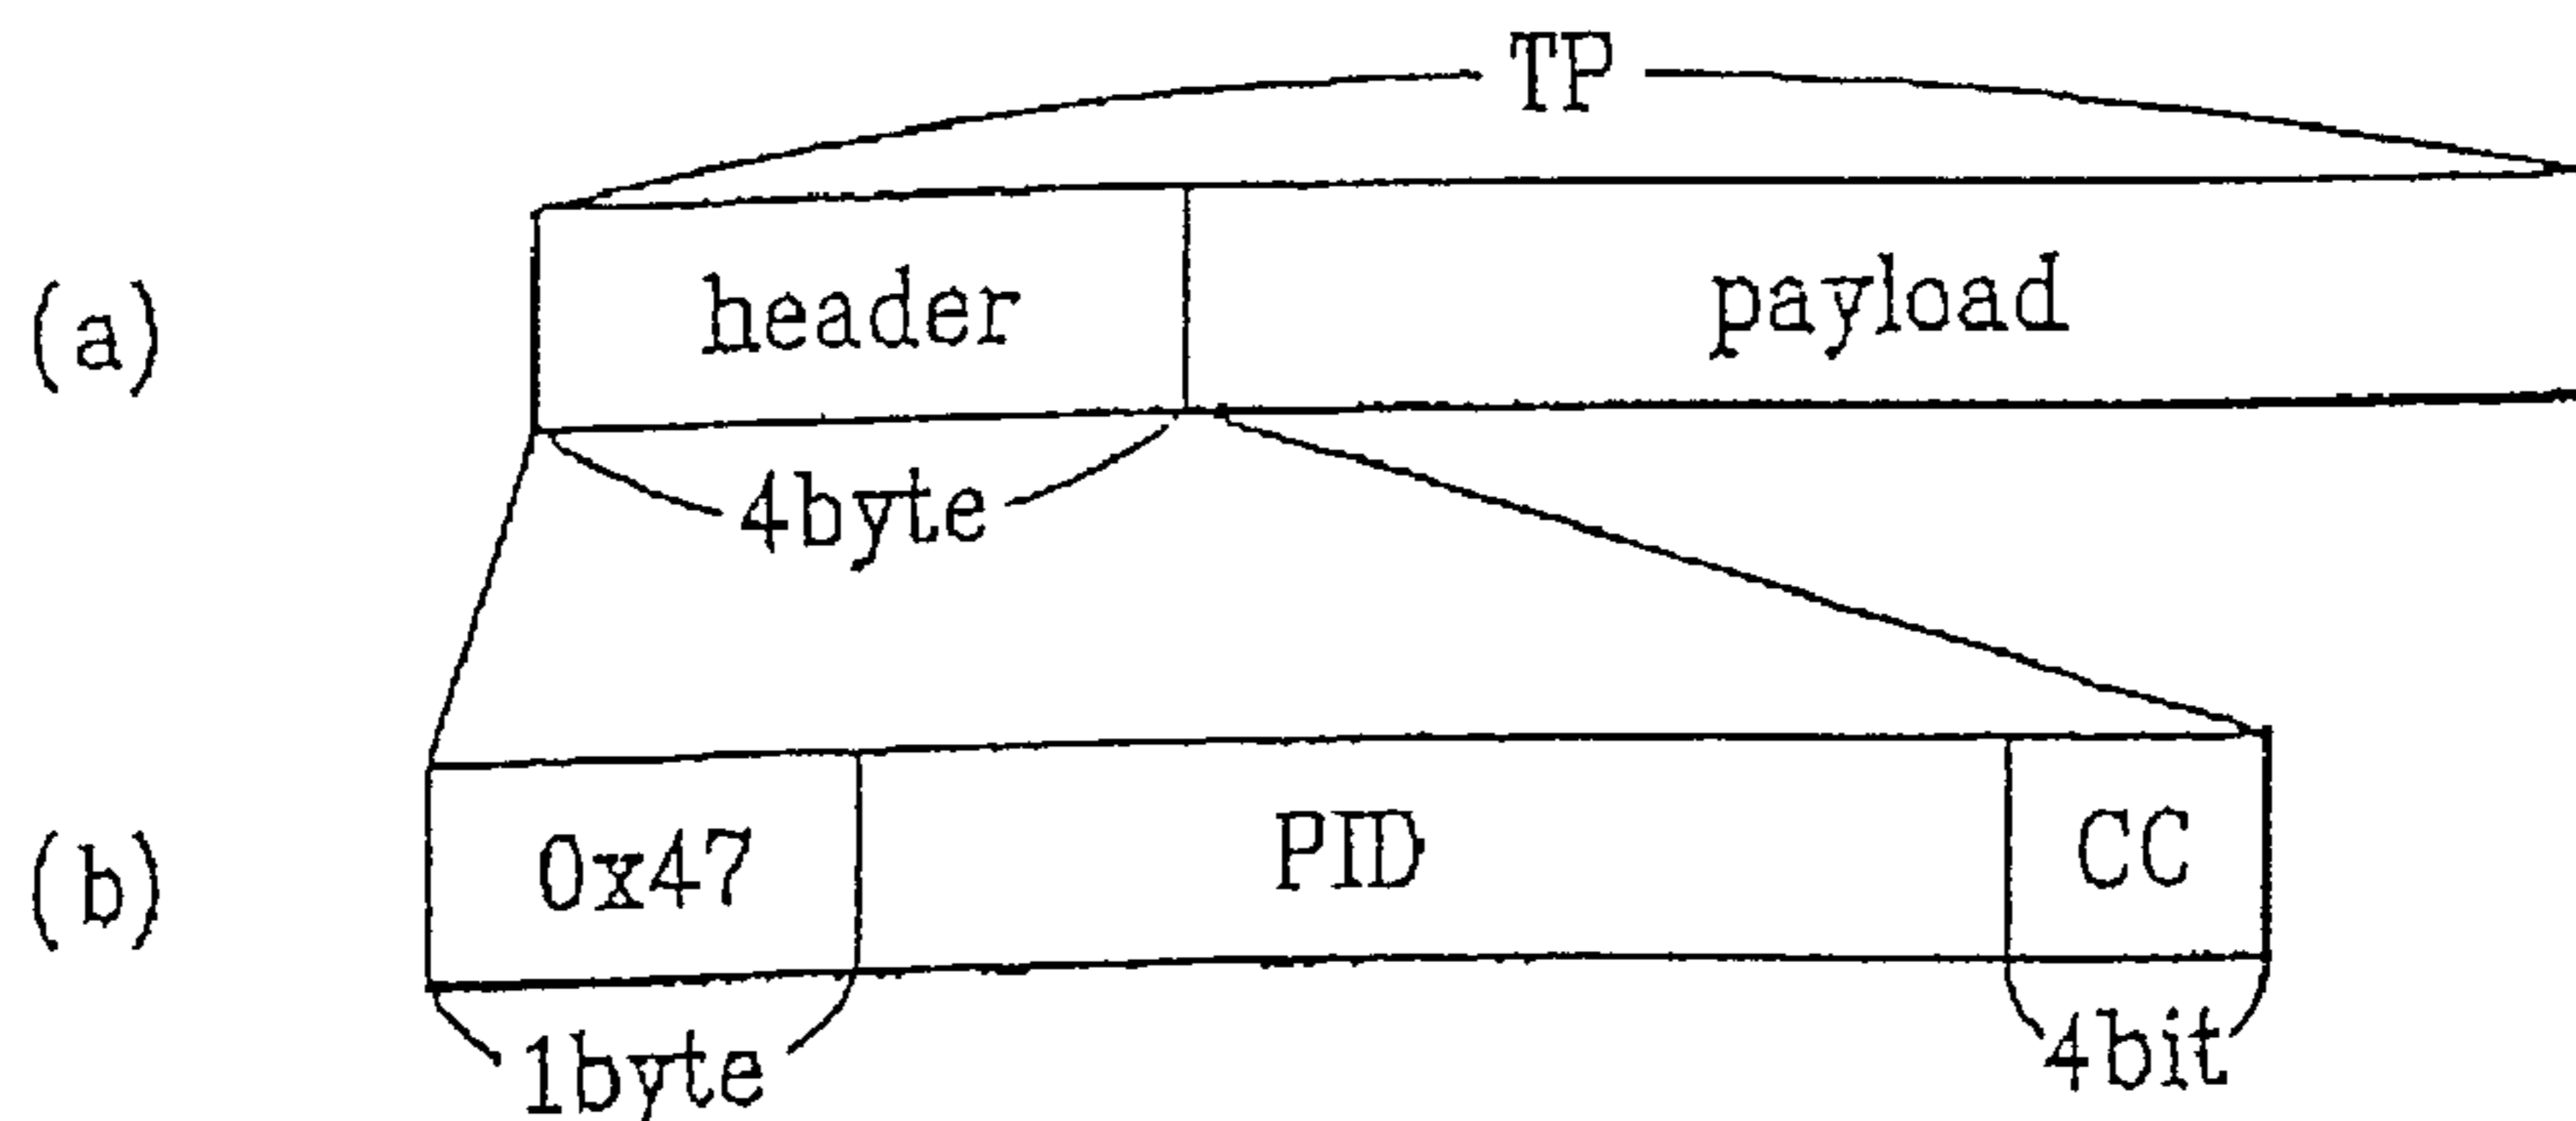 TP
(a) header payload
4byte
(b) 0x47 PID CC
1byte 4bit